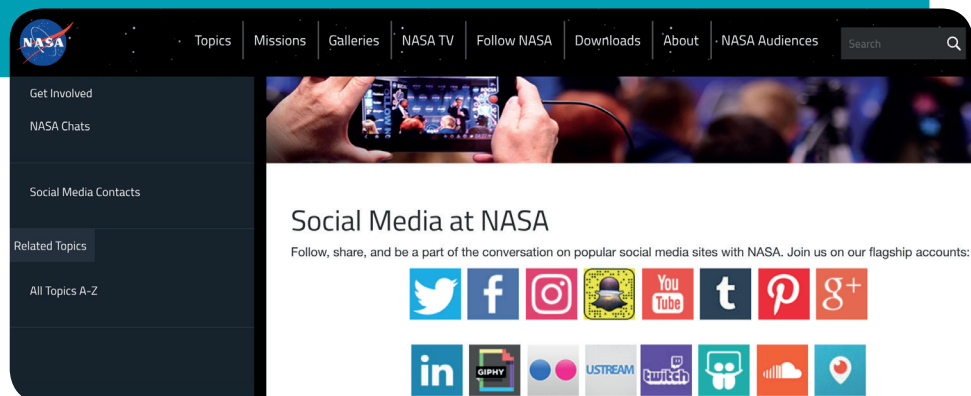 NASA
Topics
Missions
Galleries
NASA TV
Follow NASA
Downloads
About
NASA Audiences
Search
Get Involved
NASA Chats
Social Media Contacts
Related Topics
All Topics A-Z
Social Media at NASA
Follow, share, and be a part of the conversation on popular social media sites with NASA. Join us on our flagship accounts:
f
You
Tube
t
g+
in
GIPHY
USTREAM
twitch